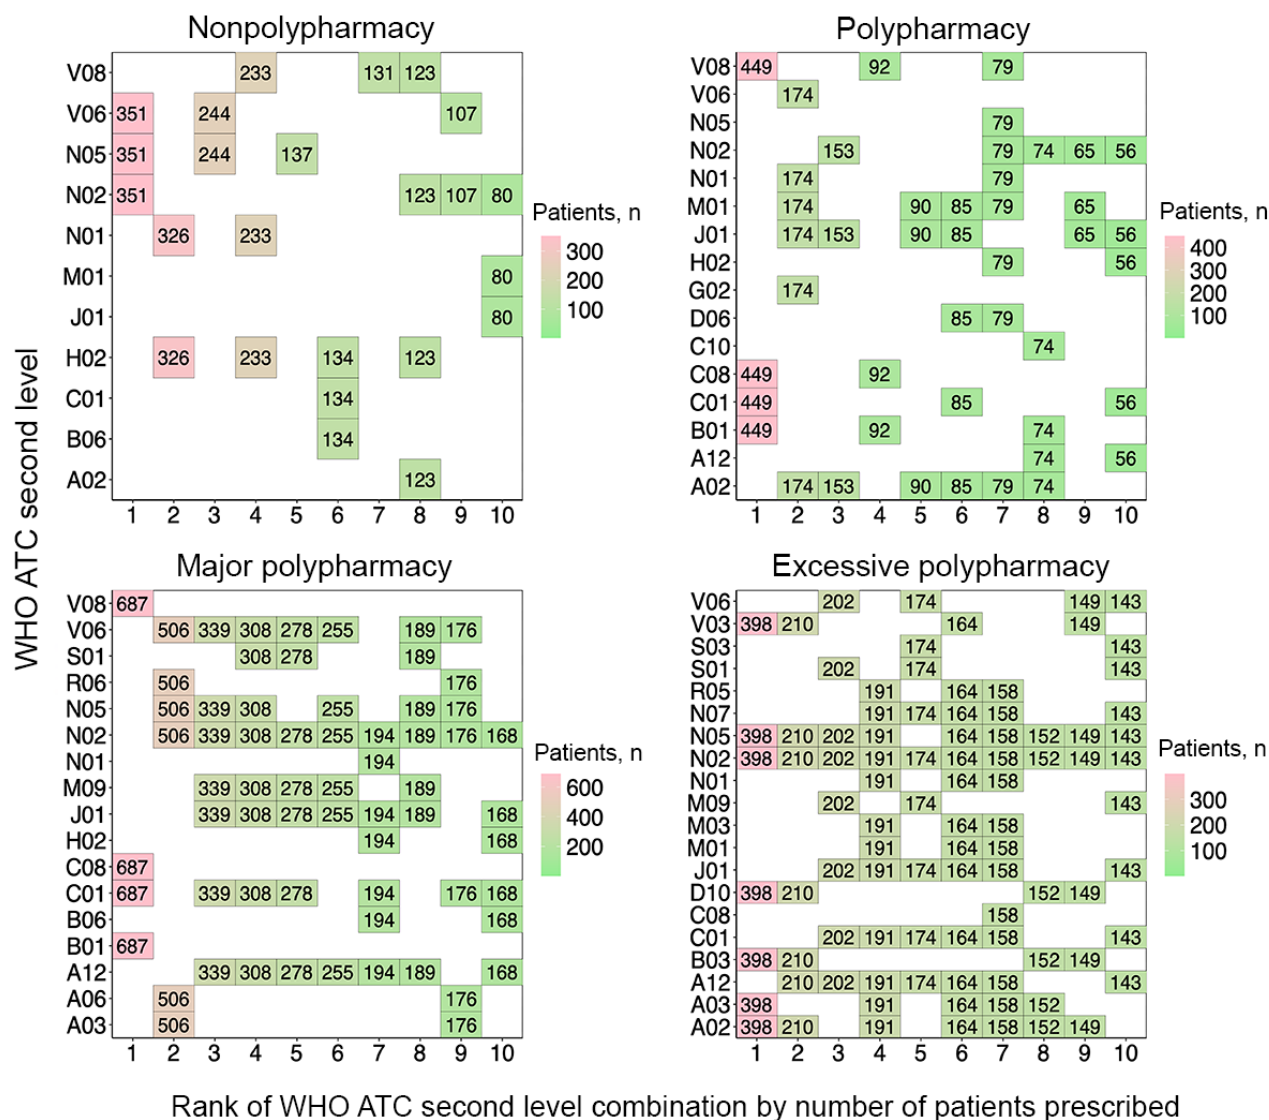 Nonpolypharmacy
V08 233 131 123
V06 351 244 107
N05 351 244 137
N02 351 123 107 80
N01 326 233
M01 80
J01 80
H02 326 233 134 123
C01 134
B06 134
A02 123
1 2 3 4 5 6 7 8 9 10
Patients, n
300
200
100
Polypharmacy
V08 449 92 79
V06 174
N05 79
N02 153 79 74 65 56
N01 174 79
M01 174 90 85 79 65
J01 174 153 90 85 65 56
H02 79 56
G02 174
D06 85 79
C10 74
C08 449 92
C01 449 85 56
B01 449 92 74
A12 74 56
A02 174 153 90 85 79 74
1 2 3 4 5 6 7 8 9 10
Patients, n
400
300
200
100
WHO ATC second level
Major polypharmacy
V08 687
V06 506 339 308 278 255 189 176
S01 308 278 189
R06 506 176
N05 506 339 308 255 189 176
N02 506 339 308 278 255 194 189 176 168
N01 194
M09 339 308 278 255 189
J01 339 308 278 255 194 189 168
H02 194 168
C08 687
C01 687 339 308 278 194 176 168
B06 194 168
B01 687
A12 339 308 278 255 194 189 168
A06 506 176
A03 506 176
1 2 3 4 5 6 7 8 9 10
Patients, n
600
400
200
Excessive polypharmacy
V06 202 174 149 143
V03 398 210 164 149
S03 174 143
S01 202 174 143
R05 191 164 158
N07 191 174 164 158 143
N05 398 210 202 191 164 158 152 149 143
N02 398 210 202 191 174 164 158 152 149 143
N01 191 164 158
M09 202 174 143
M03 191 164 158
M01 191 164 158
J01 202 191 174 164 158 143
D10 398 210 152 149
C08 158
C01 202 191 174 164 158 143
B03 398 210 152 149
A12 210 202 191 174 164 158 143
A03 398 191 164 158 152
A02 398 210 191 164 158 152 149
1 2 3 4 5 6 7 8 9 10
Patients, n
300
200
100
Rank of WHO ATC second level combination by number of patients prescribed